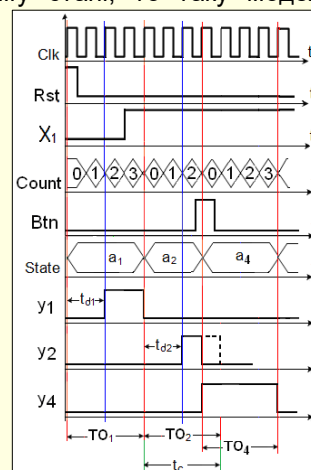 стані, то таку модел
Clk t
Rst
X1
Count 0 1 2 3 0 1 2 0 1 2 3
Btn
State a1 a2 a4
y1 td1
y2 td2
y4
TO1 TO2 TO4
tc